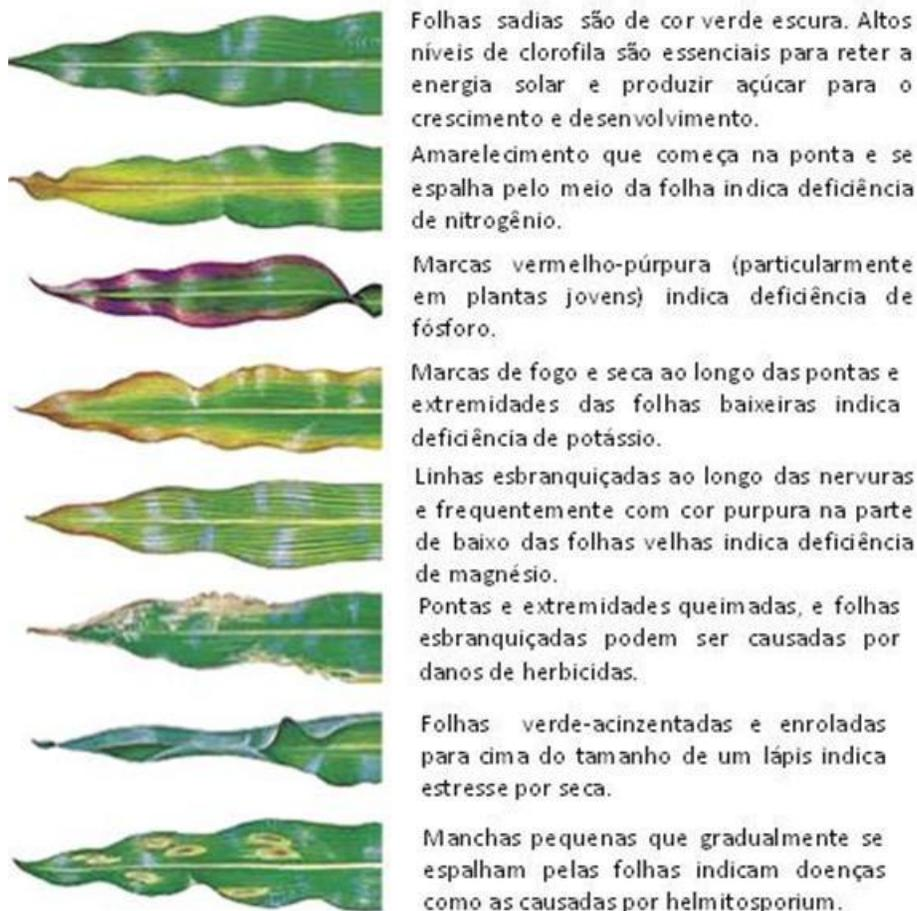 Folhas sadias são de cor verde escura. Altos
níveis de clorofila são essenciais para reter a
energia solar e produzir açúcar para o
crescimento e desenvolvimento.
Amarelecimento que começa na ponta e se
espalha pelo meio da folha indica deficiência
de nitrogênio.
Marcas vermelho-púrpura (particularmente
em plantas jovens) indica deficiência de
fósforo.
Marcas de fogo e seca ao longo das pontas e
extremidades das folhas baixeiras indica
deficiência de potássio.
Linhas esbranquiçadas ao longo das nervuras
e frequentemente com cor purpura na parte
de baixo das folhas velhas indica deficiência
de magnésio.
Pontas e extremidades queimadas, e folhas
esbranquiçadas podem ser causadas por
danos de herbicidas.
Folhas verde-acinzentadas e enroladas
para cima do tamanho de um lápis indica
estresse por seca.
Manchas pequenas que gradualmente se
espalham pelas folhas indicam doenças
como as causadas por helmitosporium.